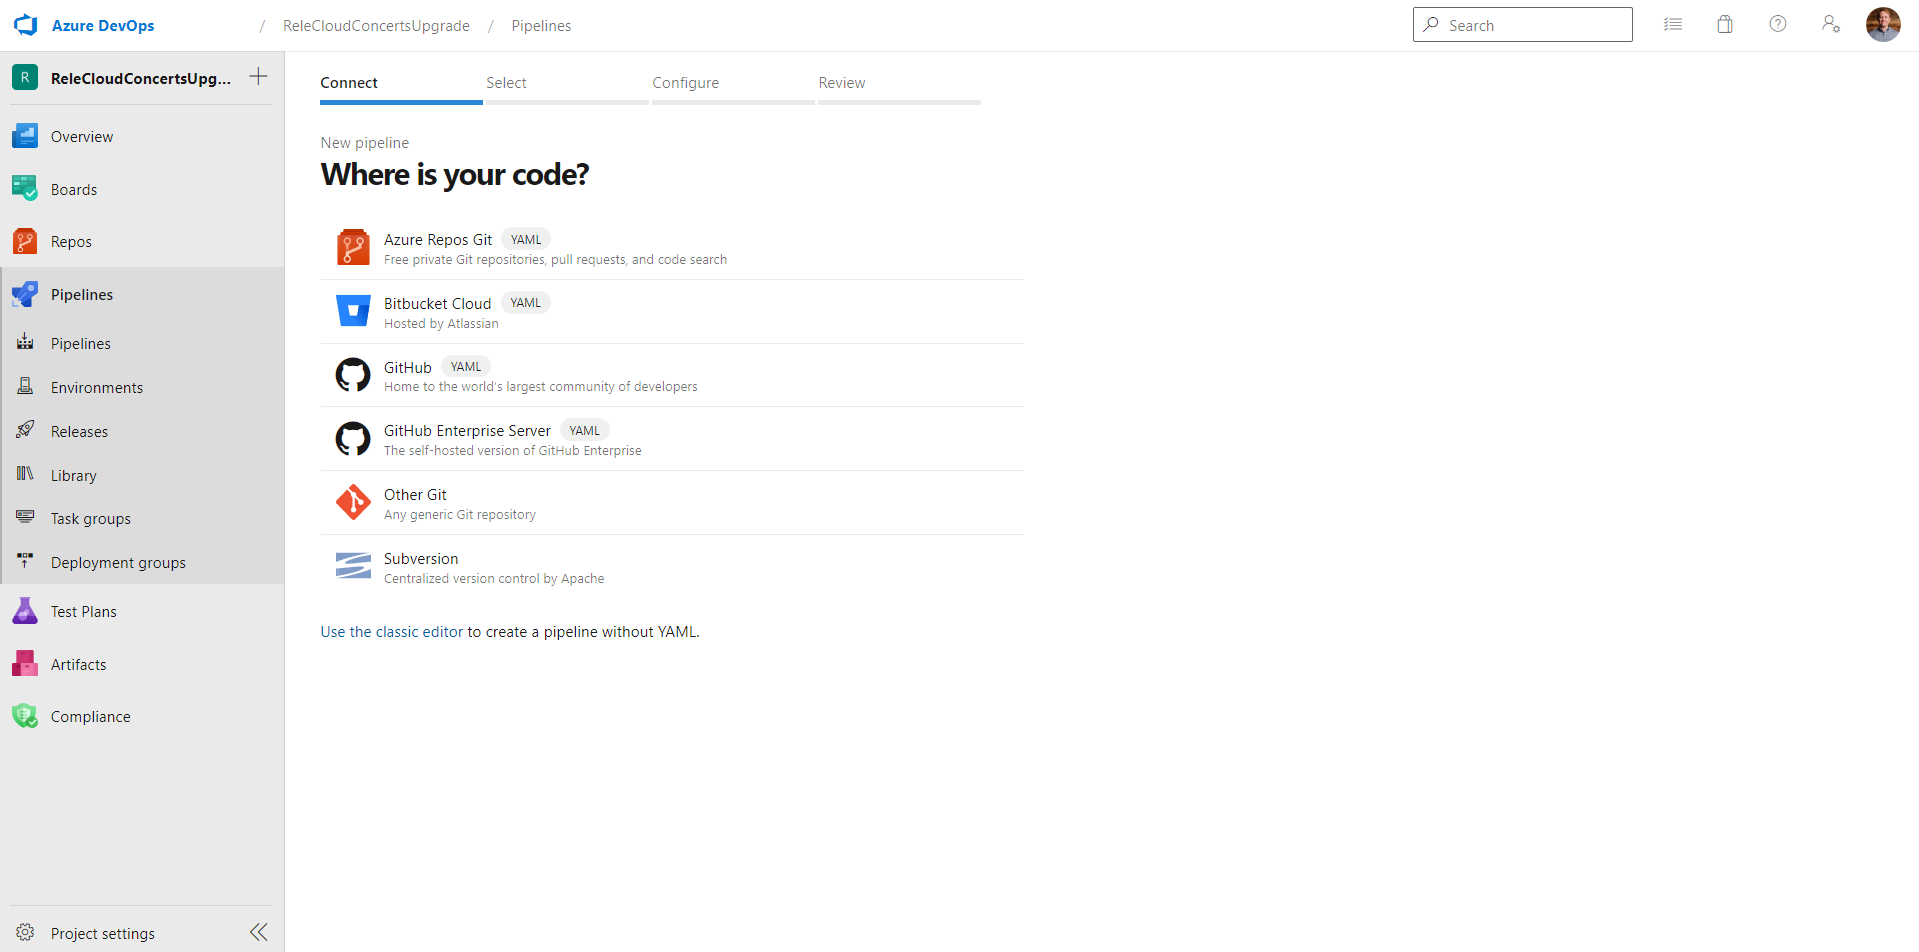 Azure DevOps / ReleCloudConcertsUpgrade / Pipelines Search
R ReleCloudConcertsUpg...
Overview
Boards
Repos
Pipelines
Pipelines
Environments
Releases
Library
Task groups
Deployment groups
Test Plans
Artifacts
Compliance
Project settings
Connect Select Configure Review
New pipeline
Where is your code?
Azure Repos Git YAML
Free private Git repositories, pull requests, and code search
Bitbucket Cloud YAML
Hosted by Atlassian
GitHub YAML
Home to the world's largest community of developers
GitHub Enterprise Server YAML
The self-hosted version of GitHub Enterprise
Other Git
Any generic Git repository
Subversion
Centralized version control by Apache
Use the classic editor to create a pipeline without YAML.